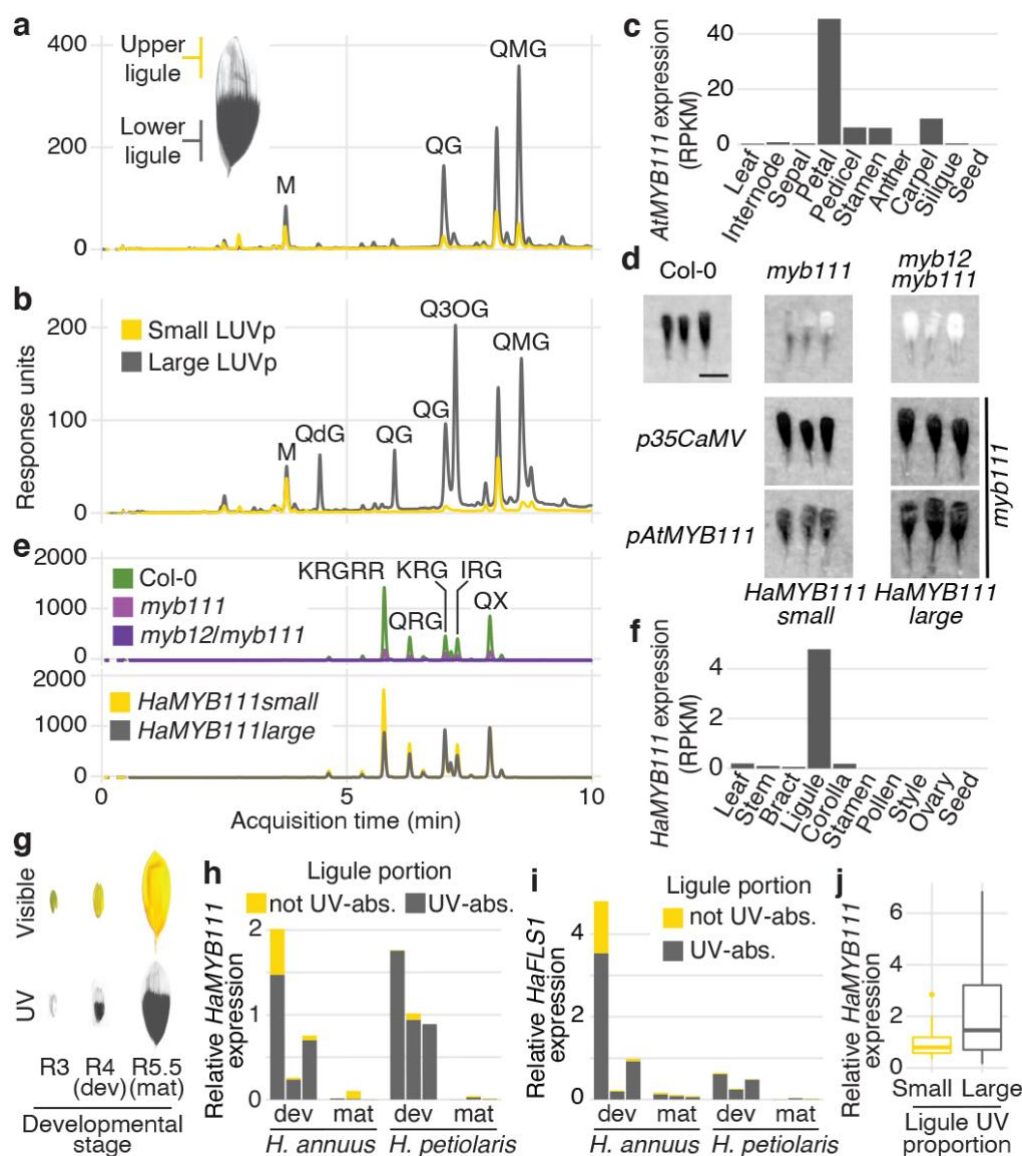 a
Upper
ligule
Lower
ligule
400
200
0
M
QG
QMG
b
Small LUVp
Large LUVp
Response units
200
100
0
M
QdG
QG
QG
Q3OG
QMG
c
AtMYB111 expression
(RPKM)
40
20
0
Leaf
Internode
Sepal
Petal
Pedicel
Stamen
Anther
Carpel
Silique
Seed
d
Col-0
myb111
myb12
myb111
p35CaMV
pAtMYB111
myb111
HaMYB111
small
HaMYB111
large
e
2000
1000
0
Col-0
myb111
myb12/myb111
KRGRR
QRG
KRG
IRG
QX
2000
1000
0
HaMYB111small
HaMYB111large
0
5
10
Acquisition time (min)
f
HaMYB111 expression
(RPKM)
4
2
0
Leaf
Stem
Bract
Ligule
Corolla
Stamen
Pollen
Style
Ovary
Seed
g
Visible
UV
R3
R4
(dev)
R5.5
(mat)
Developmental
stage
h
Ligule portion
not UV-abs.
UV-abs.
Relative HaMYB111
expression
2
1
0
dev
mat
dev
mat
H. annuus
H. petiolaris
i
Ligule portion
not UV-abs.
UV-abs.
Relative HaFLS1
expression
4
2
0
dev
mat
dev
mat
H. annuus
H. petiolaris
j
Relative HaMYB111
expression
6
4
2
0
Small
Large
Ligule UV
proportion